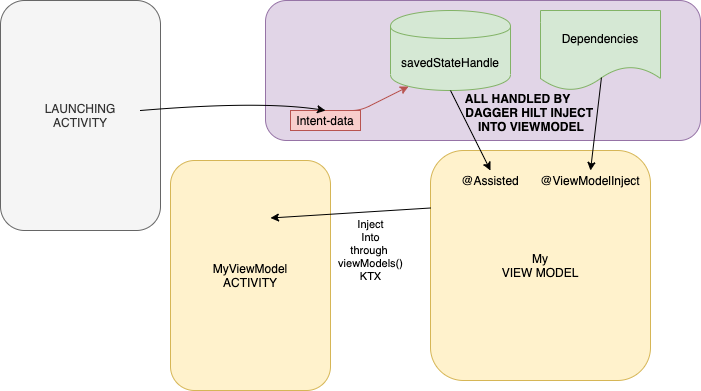 LAUNCHING
ACTIVITY
savedStateHandle
Dependencies
Intent-data
ALL HANDLED BY
DAGGER HILT INJECT
INTO VIEWMODEL
@Assisted
@ViewModelInject
MyViewModel
ACTIVITY
Inject
Into
through
viewModels()
KTX
My
VIEW MODEL